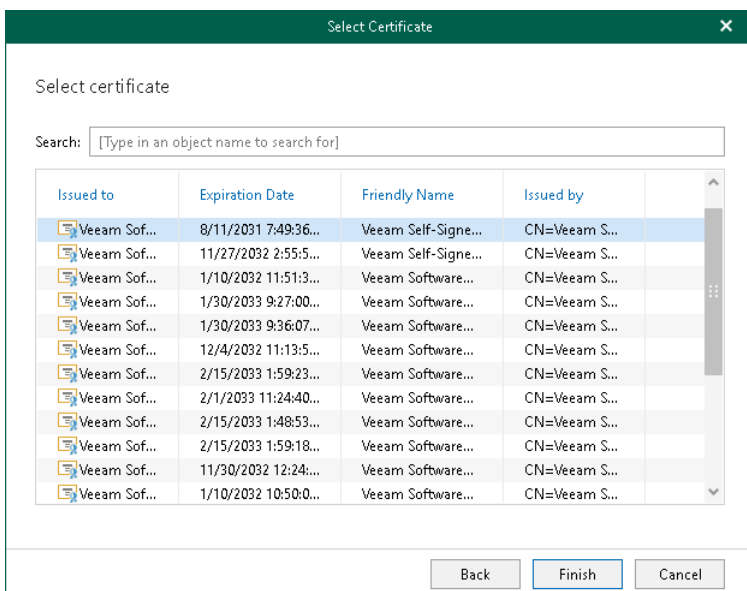 Select Certificate
Select certificate
Search: [Type in an object name to search for]
Issued to Expiration Date Friendly Name Issued by
Veeam Sof... 8/11/2031 7:49:36... Veeam Self-Signe... CN=Veeam S...
Veeam Sof... 11/27/2032 2:55:5... Veeam Self-Signe... CN=Veeam S...
Veeam Sof... 1/10/2032 11:51:3... Veeam Software... CN=Veeam S...
Veeam Sof... 1/30/2033 9:27:00... Veeam Software... CN=Veeam S...
Veeam Sof... 1/30/2033 9:36:07... Veeam Software... CN=Veeam S...
Veeam Sof... 12/4/2032 11:13:5... Veeam Software... CN=Veeam S...
Veeam Sof... 2/15/2033 1:59:23... Veeam Software... CN=Veeam S...
Veeam Sof... 2/1/2033 11:24:40... Veeam Software... CN=Veeam S...
Veeam Sof... 2/15/2033 1:48:53... Veeam Software... CN=Veeam S...
Veeam Sof... 2/15/2033 1:59:18... Veeam Software... CN=Veeam S...
Veeam Sof... 11/30/2032 12:24:... Veeam Software... CN=Veeam S...
Veeam Sof... 1/10/2032 10:50:0... Veeam Software... CN=Veeam S...
Back Finish Cancel